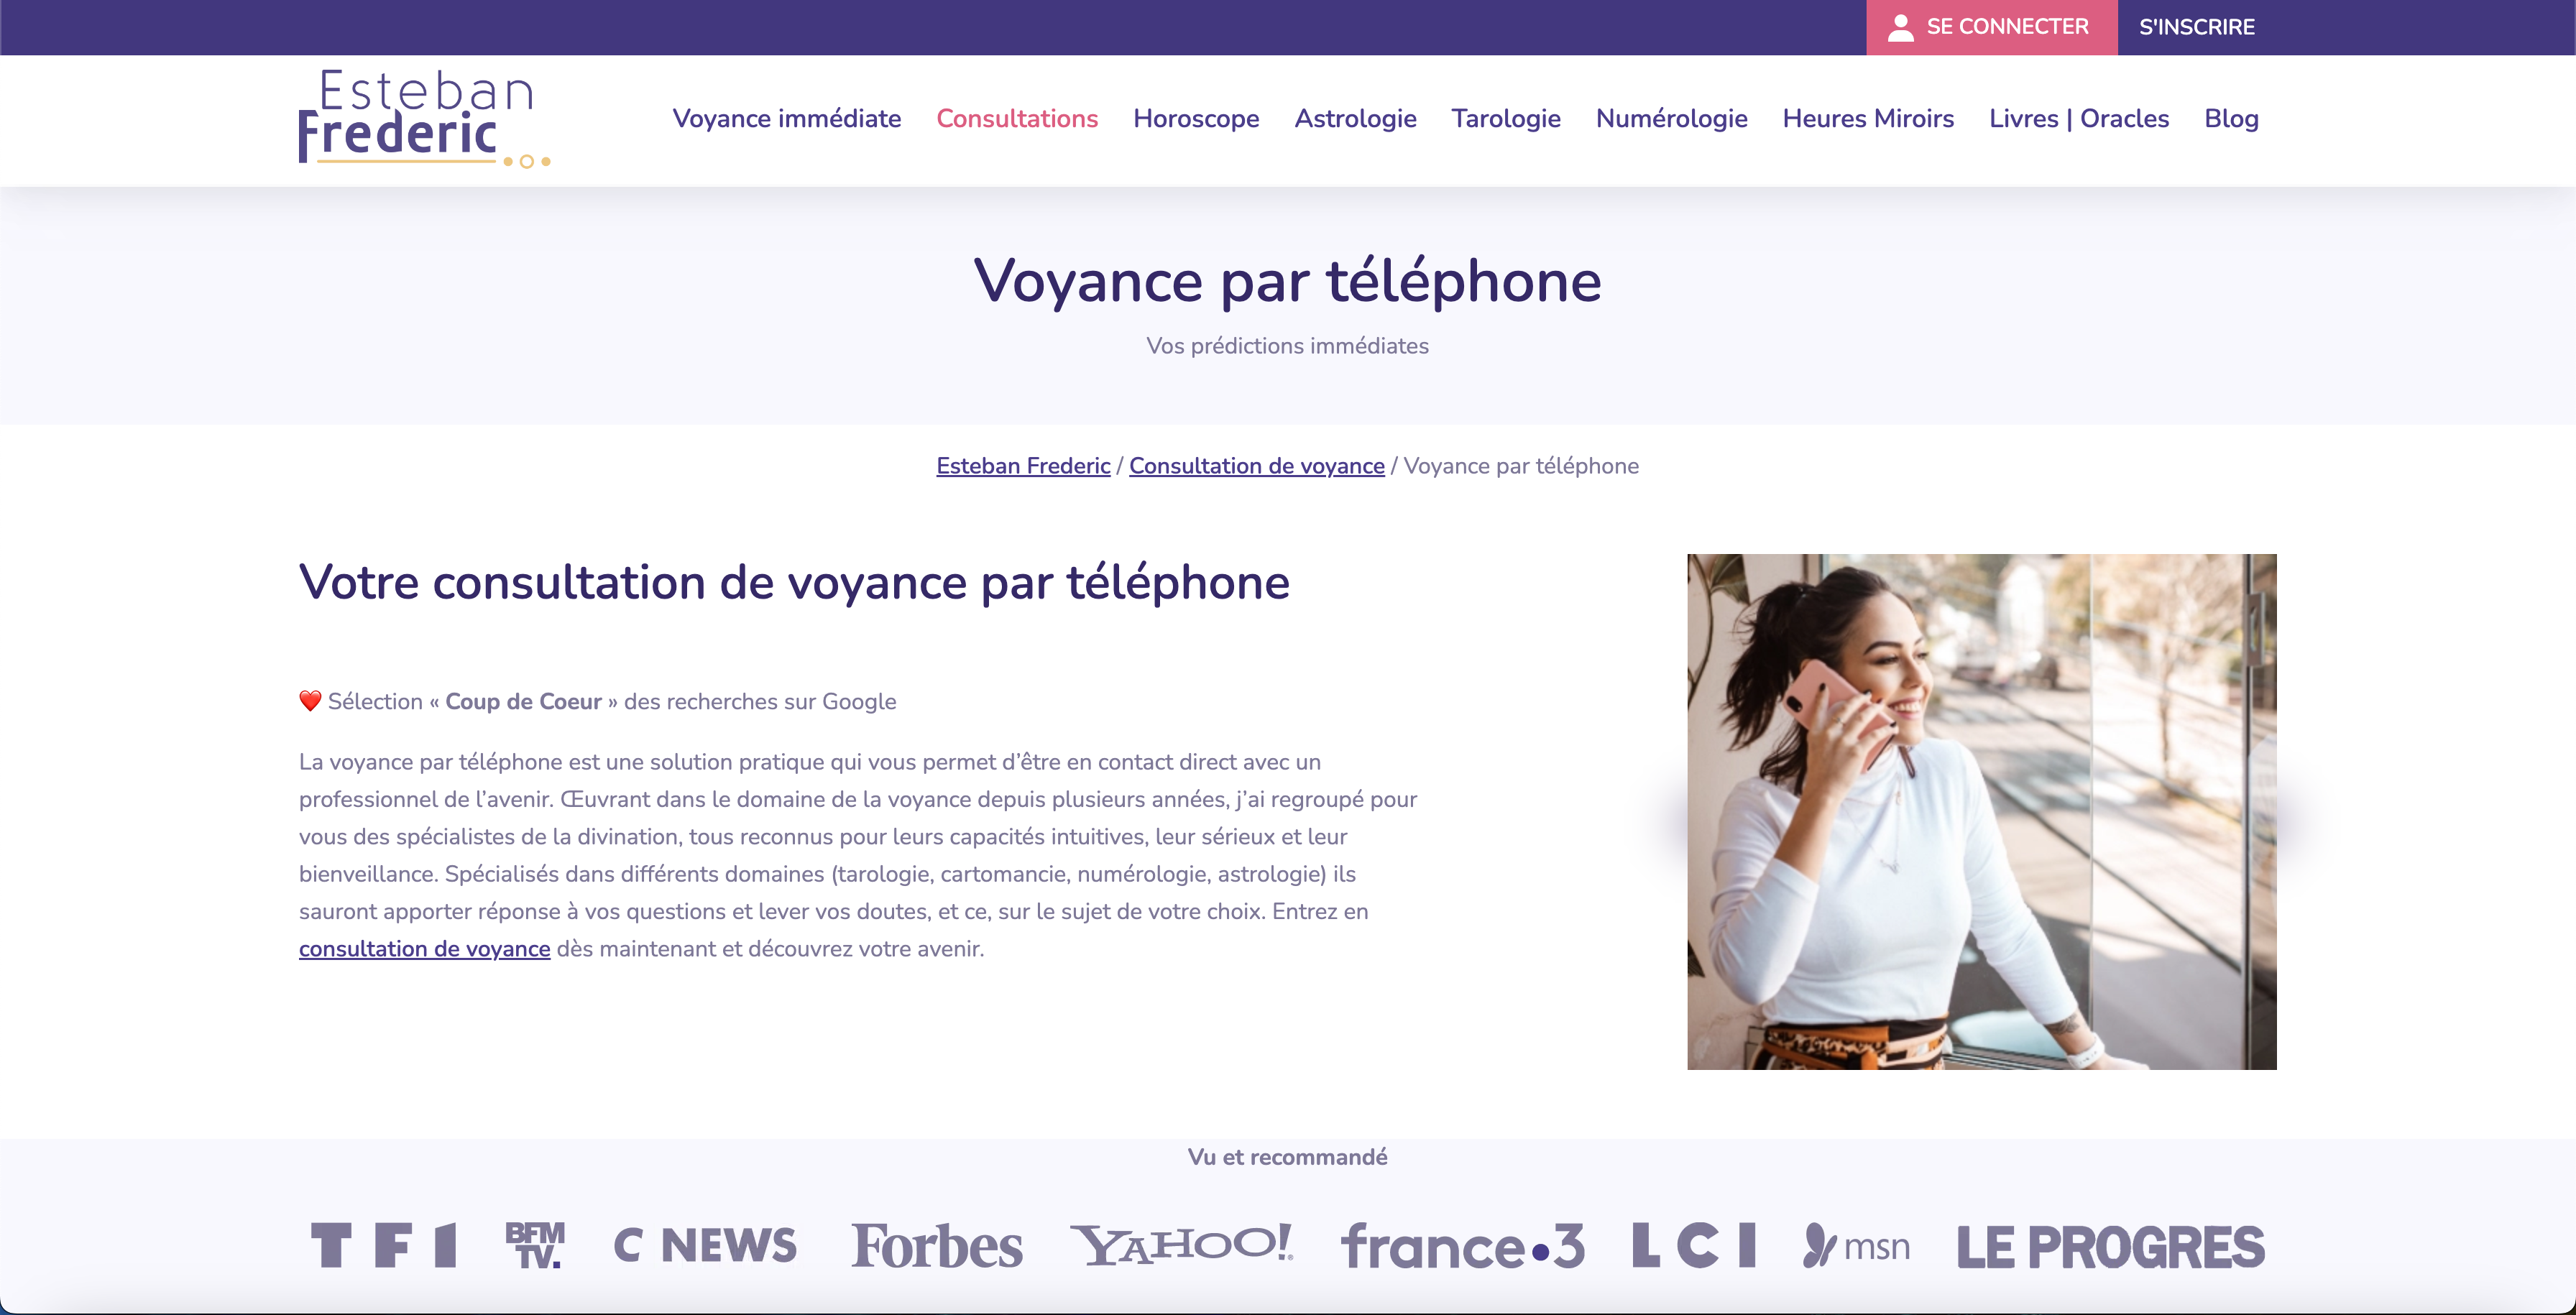 SE CONNECTER
S'INSCRIRE
Esteban
Frederic
Voyance immédiate Consultations Horoscope Astrologie Tarologie Numérologie Heures Miroirs Livres | Oracles Blog
Voyance par téléphone
Vos prédictions immédiates
Esteban Frederic / Consultation de voyance / Voyance par téléphone
Votre consultation de voyance par téléphone
❤️ Sélection « Coup de Coeur » des recherches sur Google
La voyance par téléphone est une solution pratique qui vous permet d’être en contact direct avec un
professionnel de l’avenir. Œuvrant dans le domaine de la voyance depuis plusieurs années, j’ai regroupé pour
vous des spécialistes de la divination, tous reconnus pour leurs capacités intuitives, leur sérieux et leur
bienveillance. Spécialisés dans différents domaines (tarologie, cartomancie, numérologie, astrologie) ils
sauront apporter réponse à vos questions et lever vos doutes, et ce, sur le sujet de votre choix. Entrez en
consultation de voyance dès maintenant et découvrez votre avenir.
Vu et recommandé
TF1
BFM
TV.
C NEWS
Forbes
YAHOO!
france•3
LCI
msn
LE PROGRES